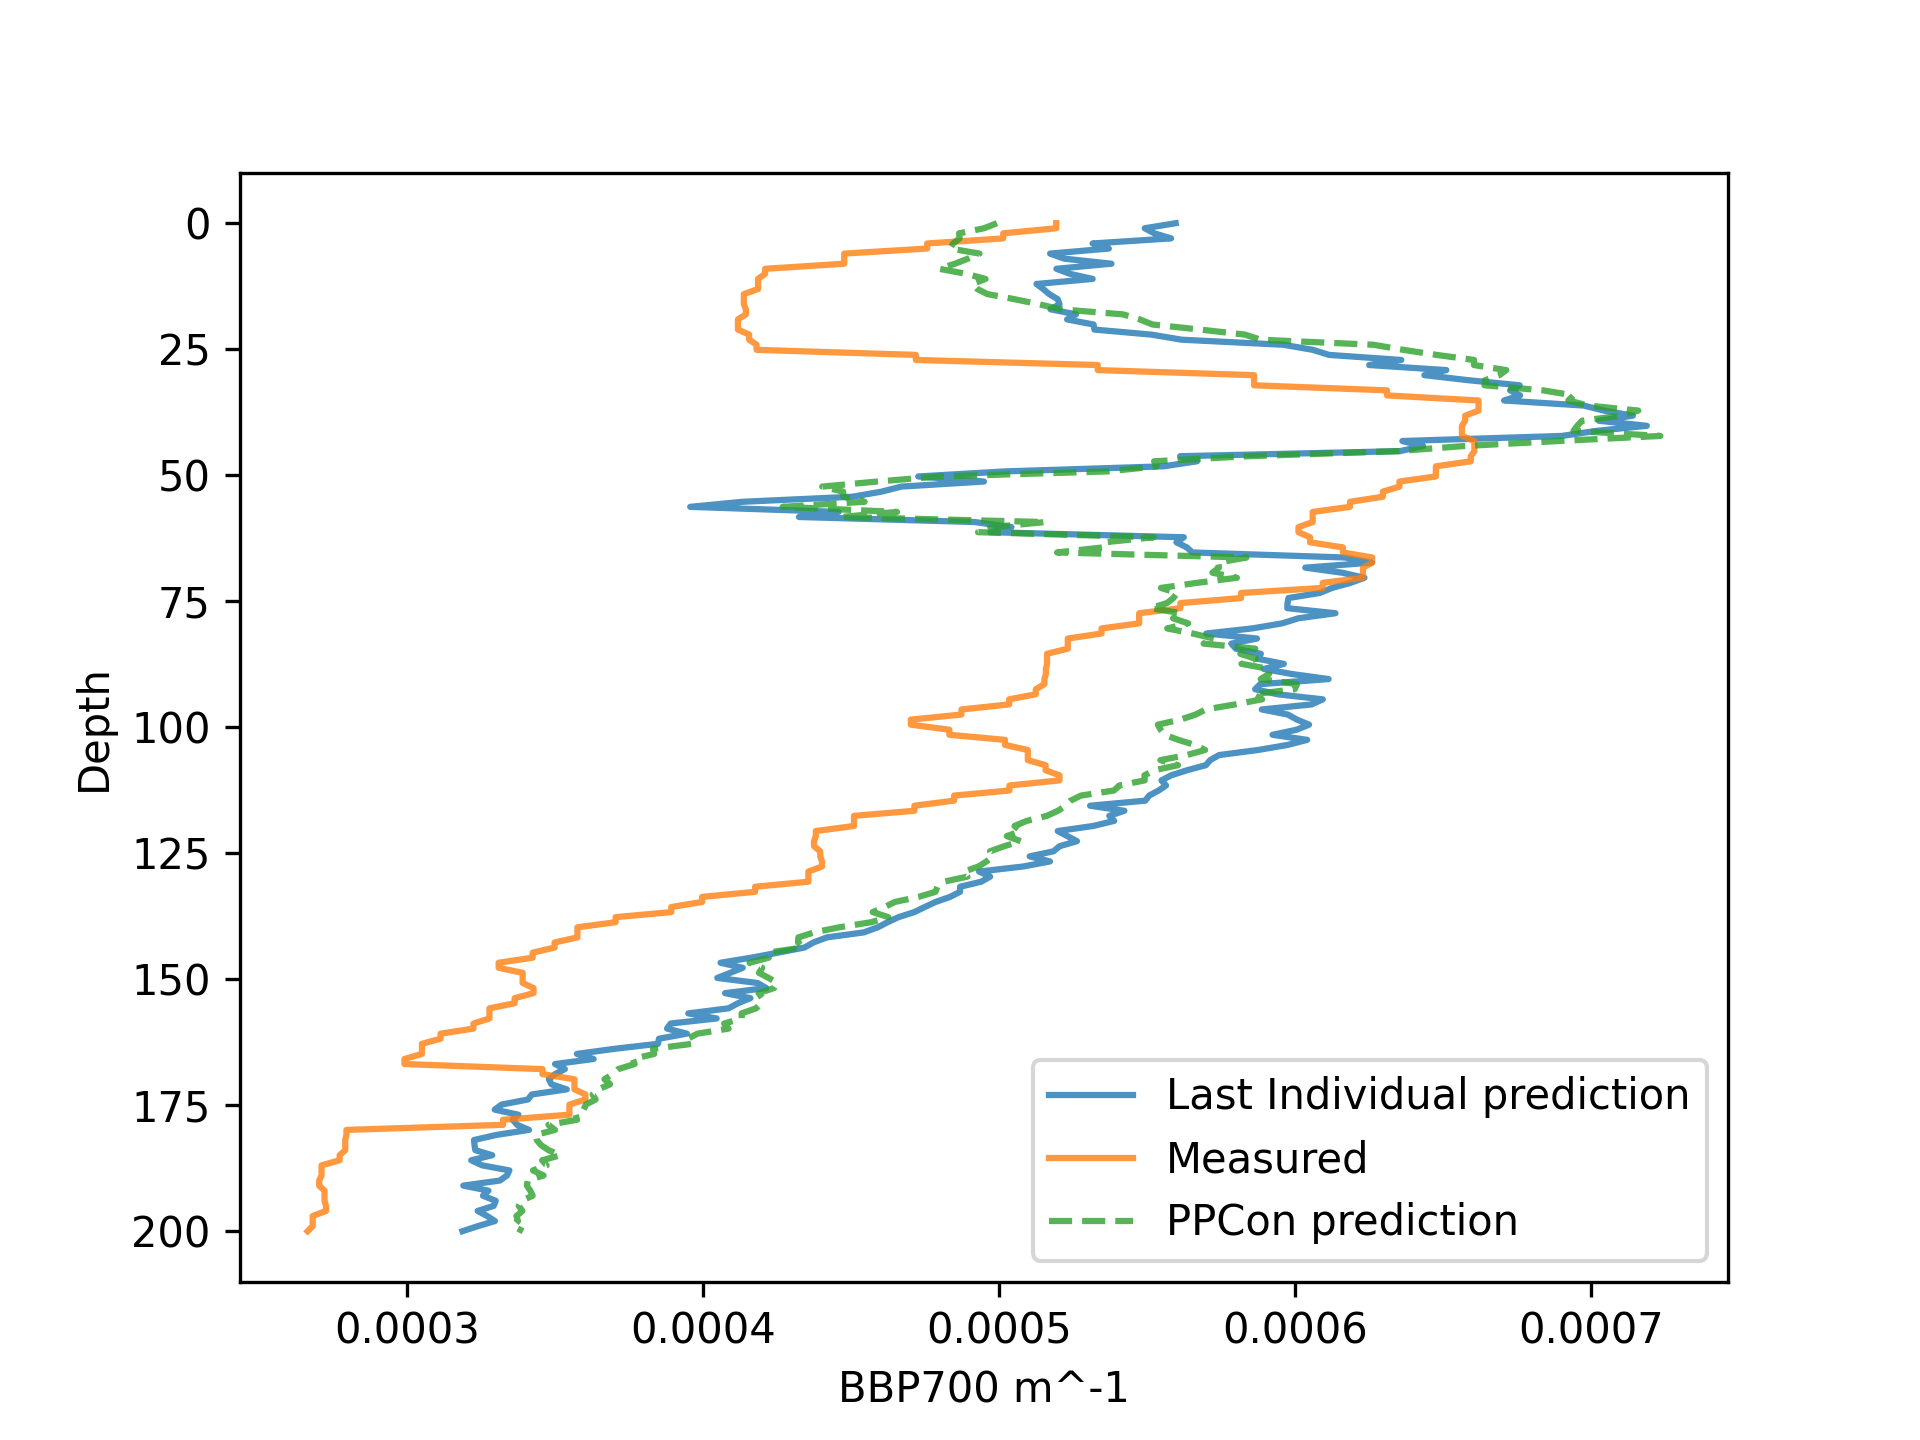 0
25
50
75
100
125
150
175
200
Depth
0.0003 0.0004 0.0005 0.0006 0.0007
BBP700 m^-1
Last Individual prediction
Measured
PPCon prediction